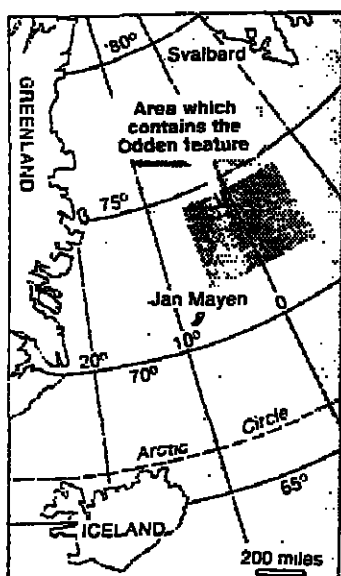 80°
Svalbard
GREENLAND
Area which
contains the
Odden feature
75°
Jan Mayen
0
10°
20°
70°
Arctic Circle
65°
ICELAND
200 miles